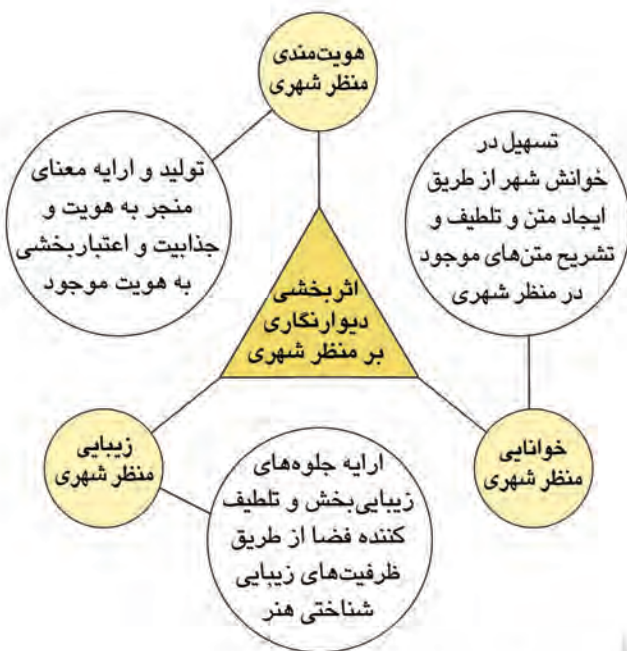 هویت‌مندی
منظر شهری
تولید و ارایه معنای
منجر به هویت و
جذابیت و اعتباربخشی
به هویت موجود
تسهیل در
خوانش شهر از طریق
ایجاد متن و تلطیف و
تشریح متن‌های موجود
در منظر شهری
اثربخشی
دیوارنگاری
بر منظر شهری
زیبایی
منظر شهری
خوانایی
منظر شهری
ارایه جلوه‌های
زیبایی‌بخش و تلطیف
کننده فضا از طریق
ظرفیت‌های زیبایی
شناختی هنر